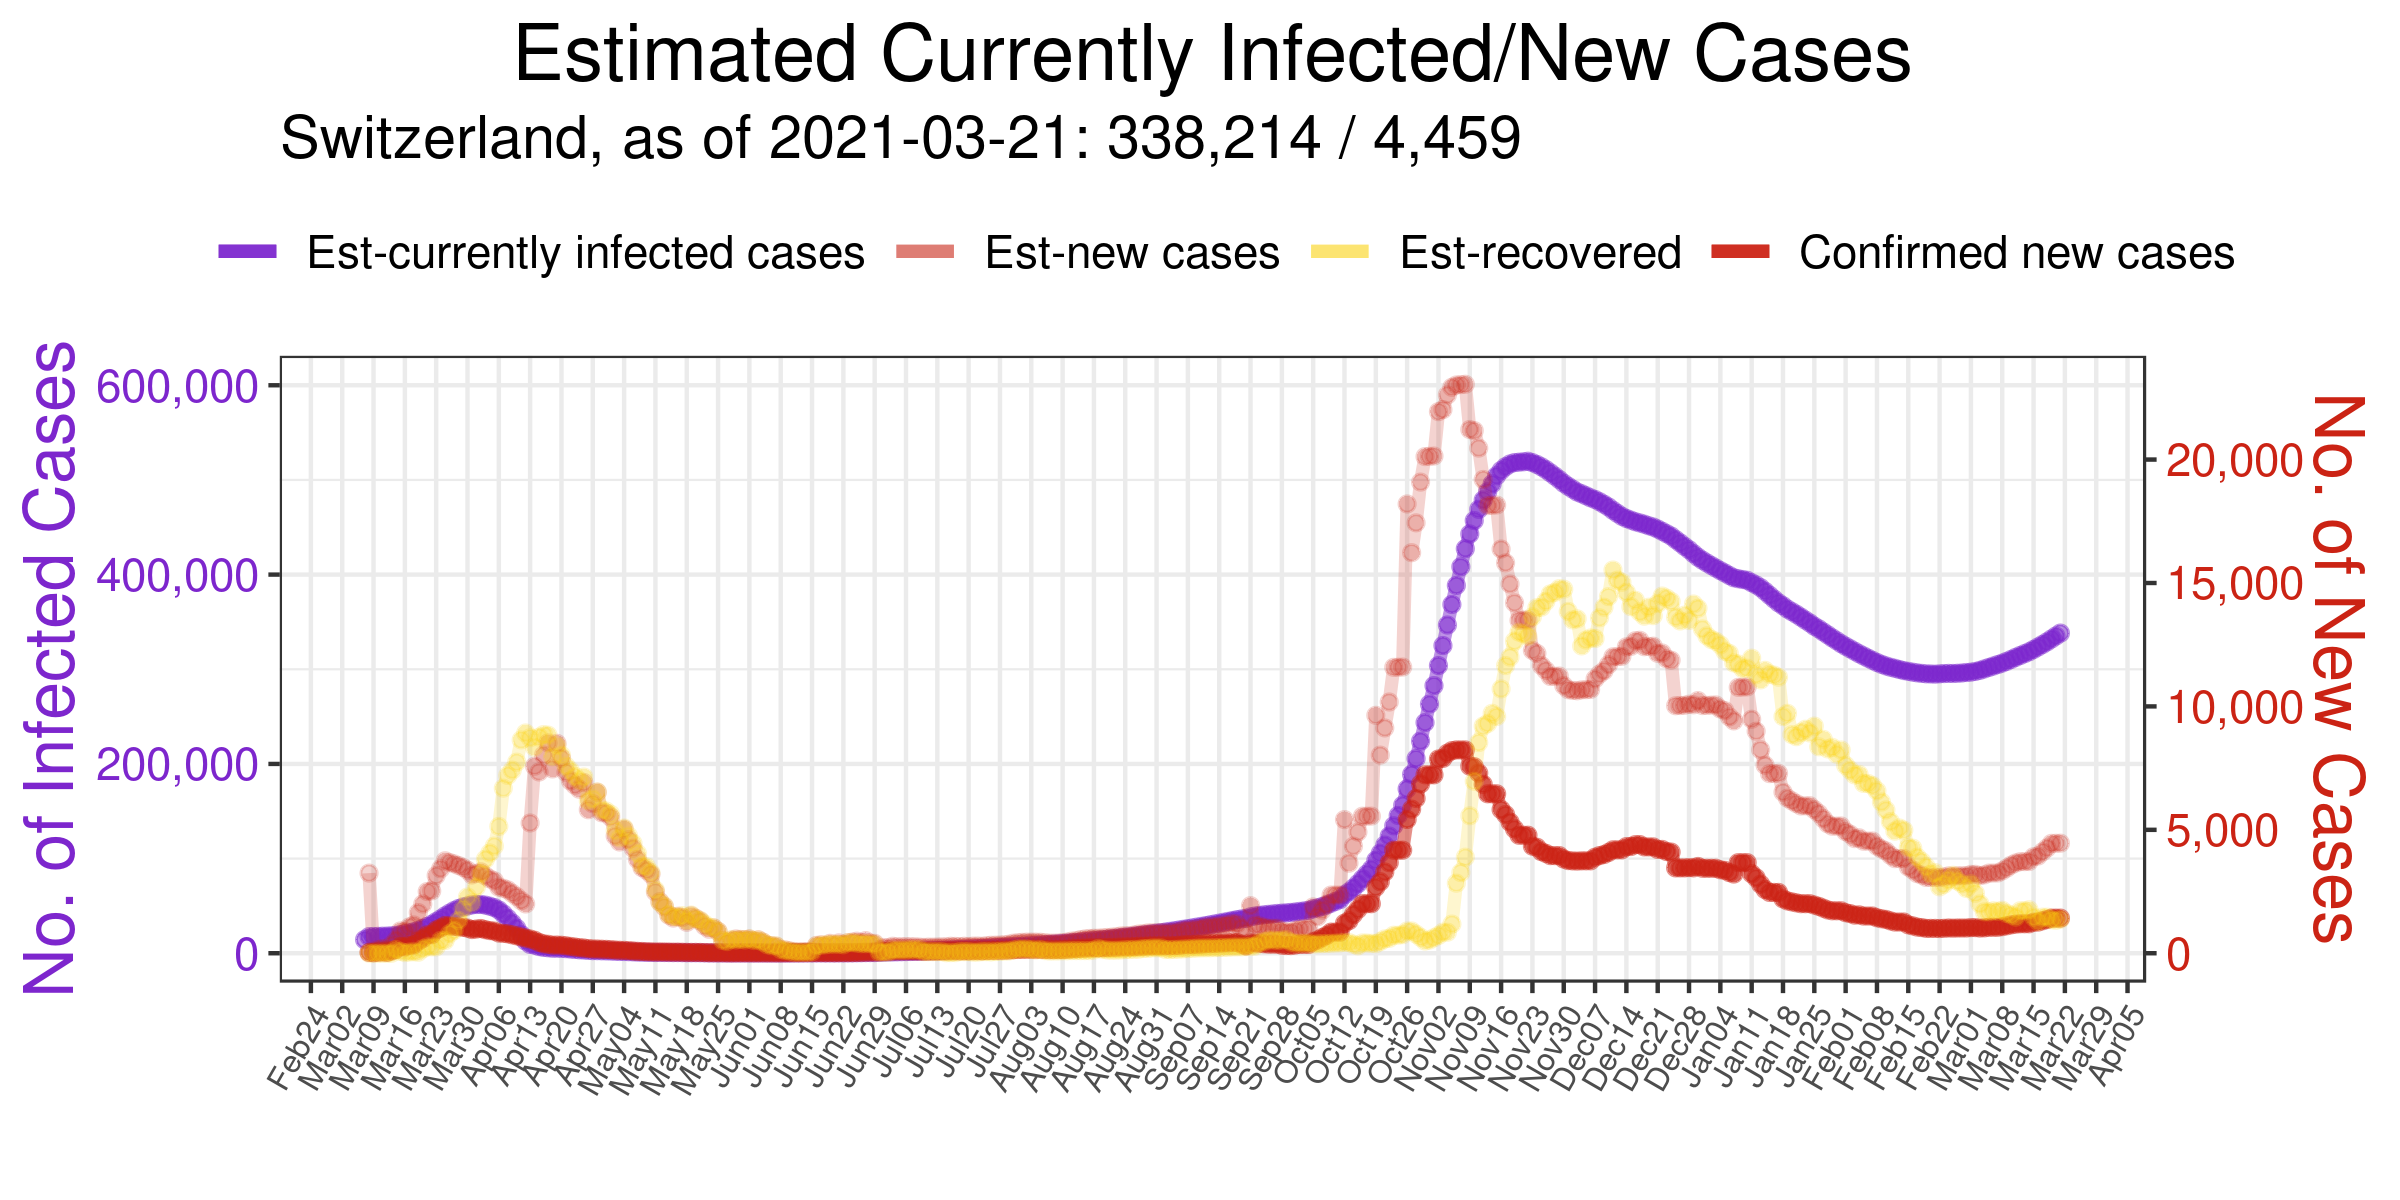 Estimated Currently Infected/New Cases
Switzerland, as of 2021-03-21: 338,214 / 4,459
Est-currently infected cases Est-new cases Est-recovered Confirmed new cases
No. of Infected Cases
600,000
400,000
200,000
0
20,000
15,000
10,000
5,000
0
No. of New Cases
Feb24 Mar02 Mar09 Mar16 Mar23 Mar30 Apr06 Apr13 Apr20 Apr27 May04 May11 May18 May25 Jun01 Jun08 Jun15 Jun22 Jun29 Jul06 Jul13 Jul20 Jul27 Aug03 Aug10 Aug17 Aug24 Aug31 Sep07 Sep14 Sep21 Sep28 Oct05 Oct12 Oct19 Oct26 Nov02 Nov09 Nov16 Nov23 Nov30 Dec07 Dec14 Dec21 Dec28 Jan04 Jan11 Jan18 Jan25 Feb01 Feb08 Feb15 Feb22 Mar01 Mar08 Mar15 Mar22 Mar29 Apr05